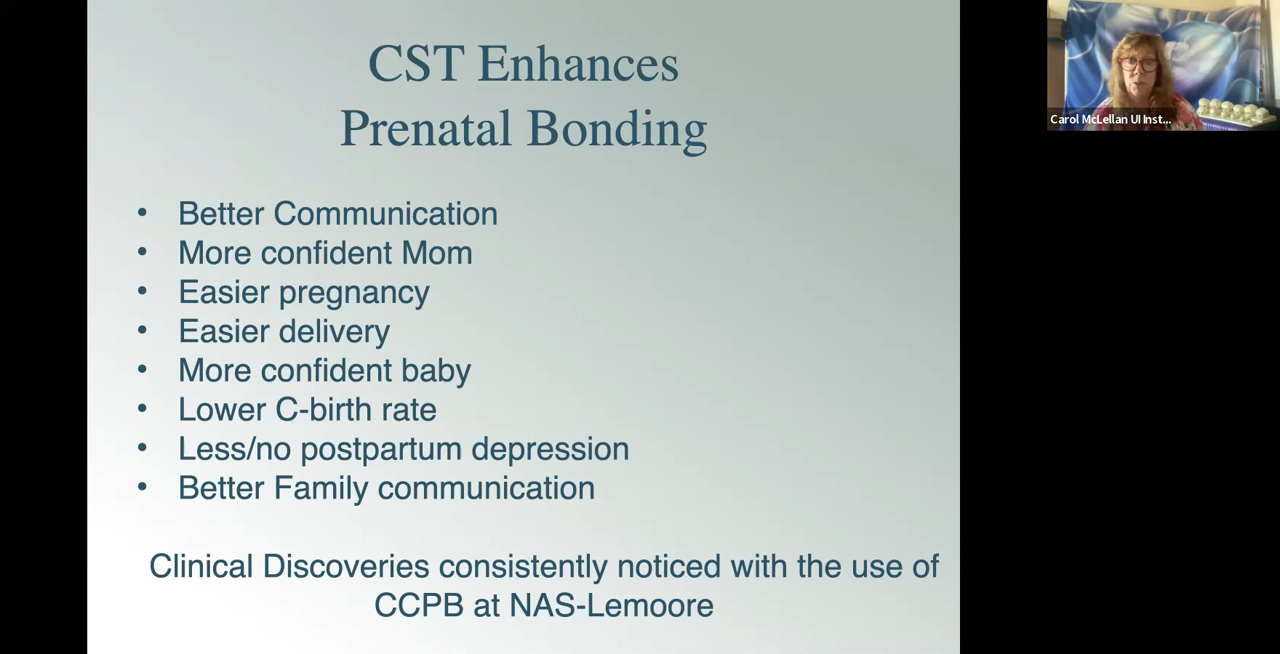 CST Enhances
Prenatal Bonding
• Better Communication
• More confident Mom
• Easier pregnancy
• Easier delivery
• More confident baby
• Lower C-birth rate
• Less/no postpartum depression
• Better Family communication
Clinical Discoveries consistently noticed with the use of
CCPB at NAS-Lemoore
Carol McLellan UI Inst...